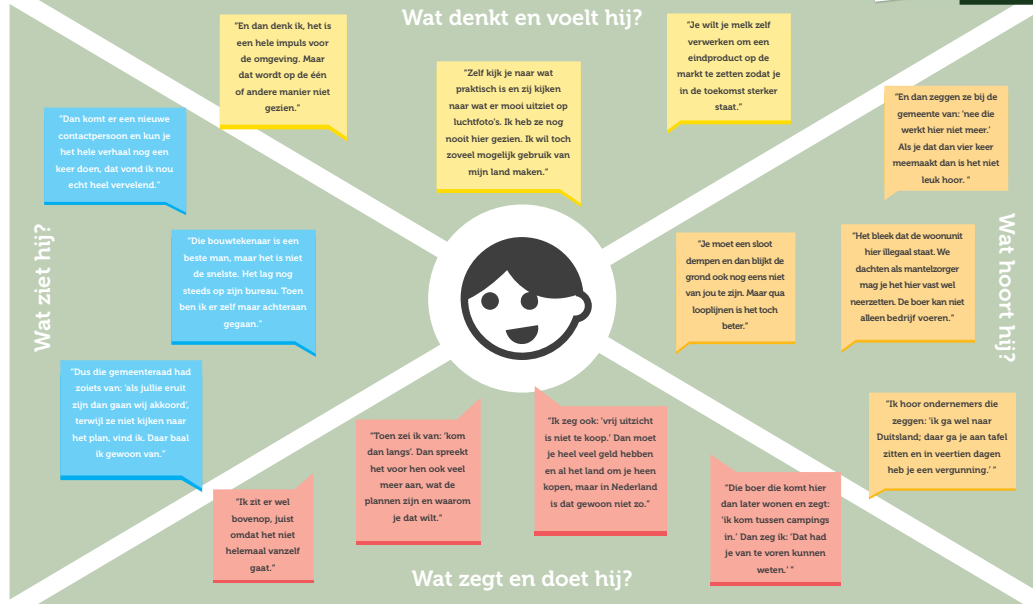 Wat denkt en voelt hij?
"En dan denk ik, het is
een hele impuls voor
de omgeving. Maar
dat wordt op de één
of andere manier niet
gezien."
"Zelf kijk je naar wat
praktisch is en zij kijken
naar wat er mooi uitziet op
luchtfoto's. Ik heb ze nog
nooit hier gezien. Ik wil toch
zoveel mogelijk gebruik van
mijn land maken."
"Je wilt je melk zelf
verwerken om een
eindproduct op de
markt te zetten zodat je
in de toekomst sterker
staat."
Wat ziet hij?
"Dan komt er een nieuwe
contactpersoon en kun je
het hele verhaal nog een
keer doen, dat vond ik nou
echt heel vervelend."
"Die bouwtekenaar is een
beste man, maar het is niet
de snelste. Het lag nog
steeds op zijn bureau. Toen
ben ik er zelf maar achteraan
gegaan."
"Dus die gemeenteraad had
zoiets van: 'als jullie eruit
zijn dan gaan wij akkoord',
terwijl ze niet kijken naar
het plan, vind ik. Daar baal
ik gewoon van."
Wat hoort hij?
"En dan zeggen ze bij de
gemeente van: 'nee die
werkt hier niet meer.'
Als je dat dan vier keer
meemaakt dan is het niet
leuk hoor. "
"Je moet een sloot
dempen en dan blijkt de
grond ook nog eens niet
van jou te zijn. Maar qua
looplijnen is het toch
beter."
"Het bleek dat de woonunit
hier illegaal staat. We
dachten als mantelzorger
mag je het hier vast wel
neerzetten. De boer kan niet
alleen bedrijf voeren."
"Ik hoor ondernemers die
zeggen: 'ik ga wel naar
Duitsland; daar ga je aan tafel
zitten en in veertien dagen
heb je een vergunning.' "
"Ik zit er wel
bovenop, juist
omdat het niet
helemaal vanzelf
gaat."
"Toen zei ik van: 'kom
dan langs'. Dan spreekt
het voor hen ook veel
meer aan, wat de
plannen zijn en waarom
je dat wilt."
"Ik zeg ook: 'vrij uitzicht
is niet te koop.' Dan moet
je heel veel geld hebben
en al het land om je heen
kopen, maar in Nederland
is dat gewoon niet zo."
"Die boer die komt hier
dan later wonen en zegt:
'ik kom tussen campings
in.' Dan zeg ik: 'Dat had
je van te voren kunnen
weten.' "
Wat zegt en doet hij?